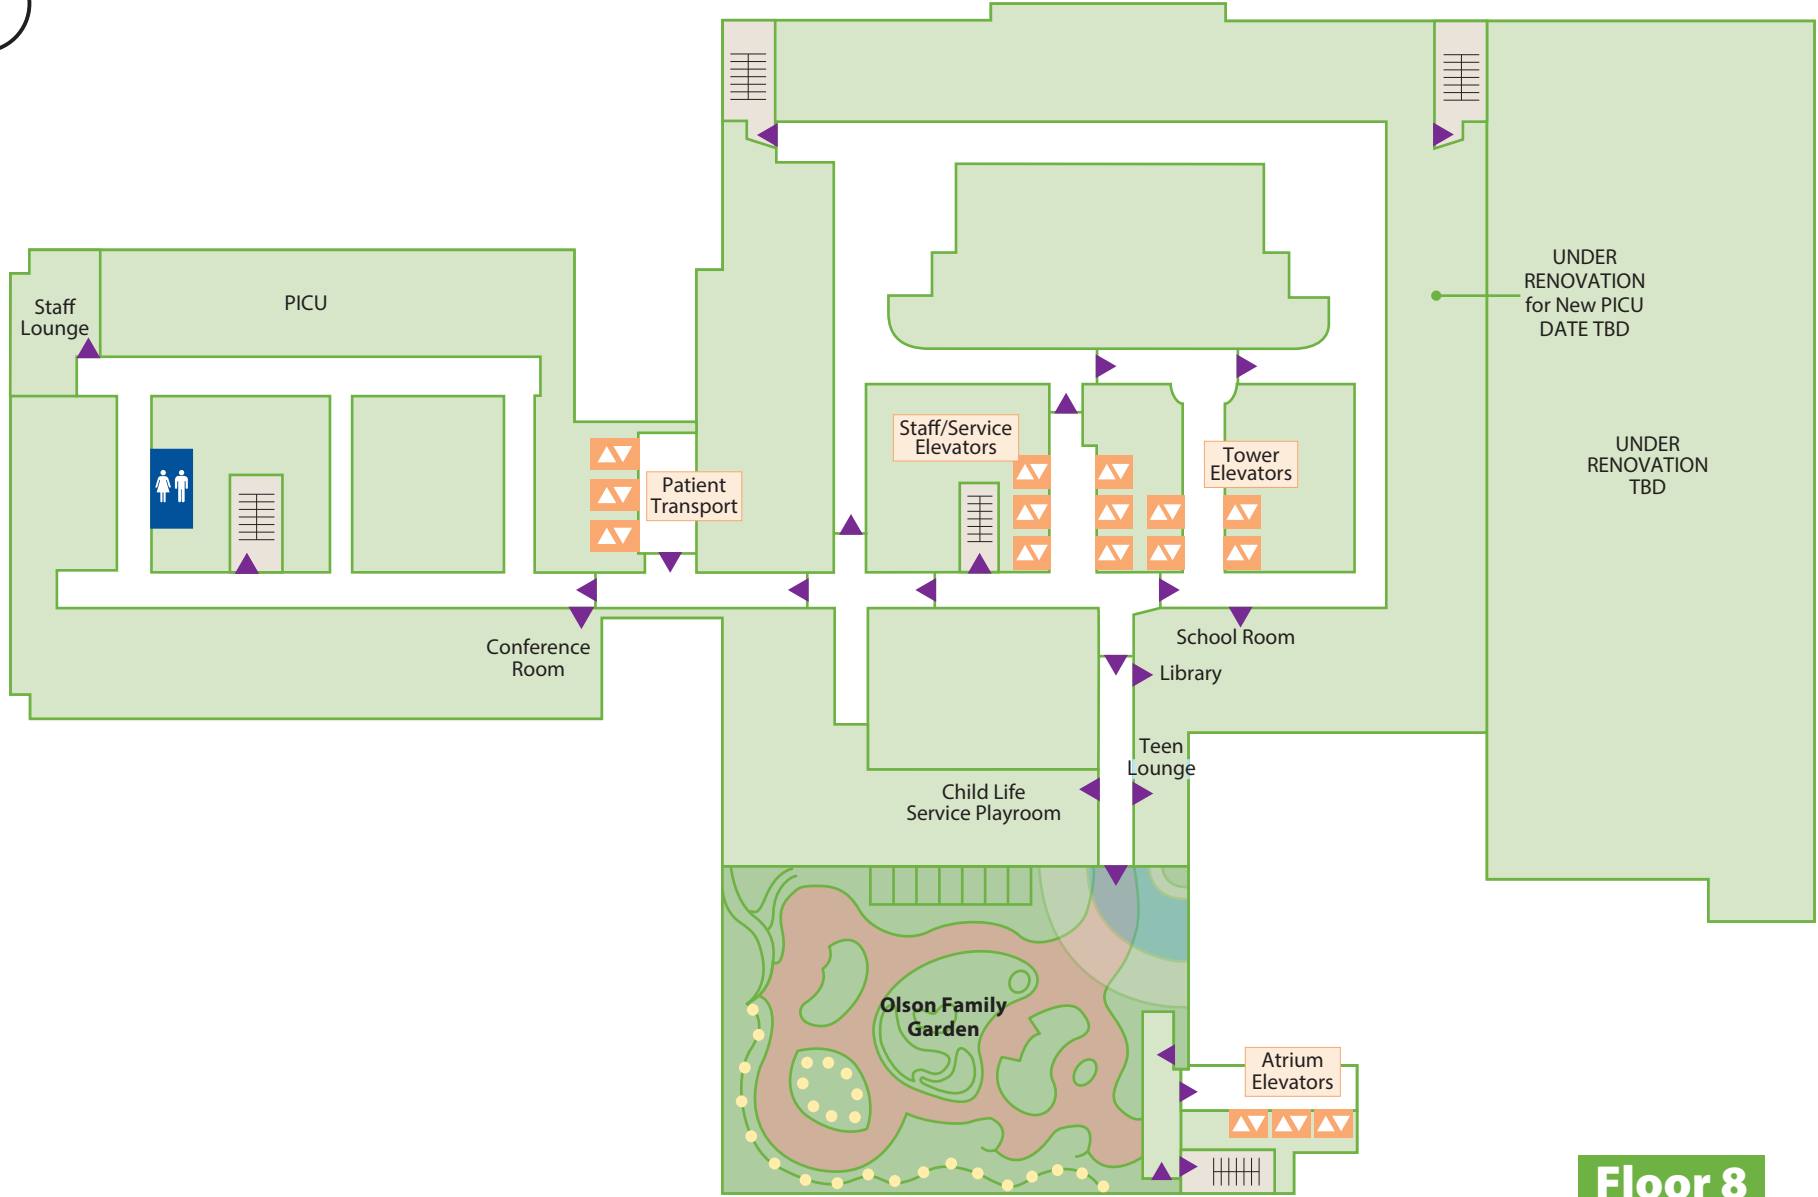 UNDER
RENOVATION
for New PICU
DATE TBD
Staff
Lounge
PICU
Staff/Service
Elevators
Tower
Elevators
UNDER
RENOVATION
TBD
Patient
Transport
Conference
Room
School Room
Library
Teen
Lounge
Child Life
Service Playroom
Olson Family
Garden
Atrium
Elevators
Floor 8